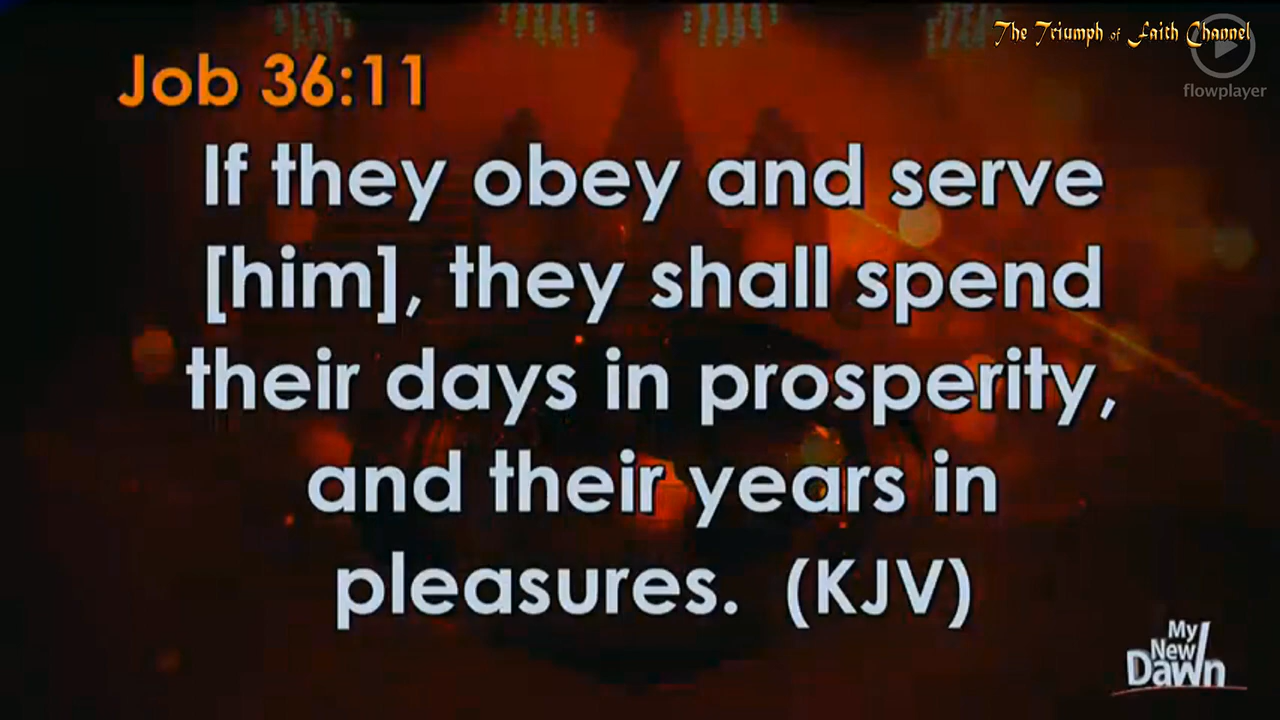 The Triumph of Faith Channel
flowplayer
Job 36:11
If they obey and serve
[him], they shall spend
their days in prosperity,
and their years in
pleasures. (KJV)
My
New
Dawn